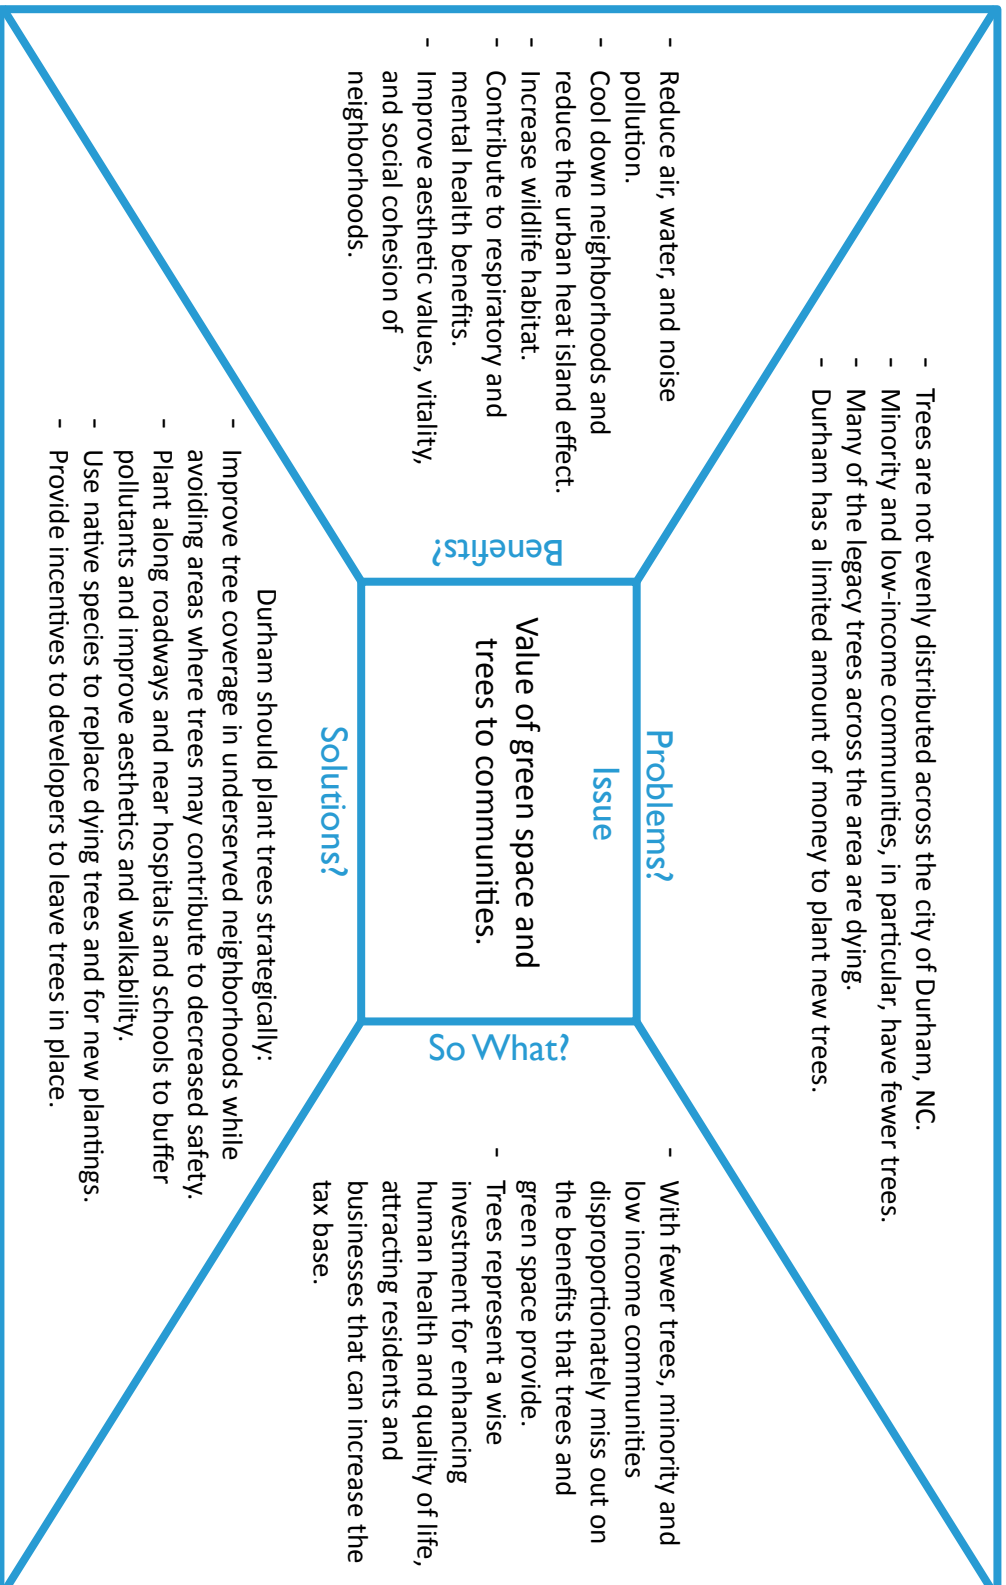 - Trees are not evenly distributed across the city of Durham, NC.
- Minority and low-income communities, in particular, have fewer trees.
- Many of the legacy trees across the area are dying.
- Durham has a limited amount of money to plant new trees.
Problems?
- Reduce air, water, and noise
pollution.
- Cool down neighborhoods and
reduce the urban heat island effect.
- Increase wildlife habitat.
- Contribute to respiratory and
mental health benefits.
- Improve aesthetic values, vitality,
and social cohesion of
neighborhoods.
Benefits?
Issue
Value of green space and
trees to communities.
So What?
- With fewer trees, minority and
low income communities
disproportionately miss out on
the benefits that trees and
green space provide.
- Trees represent a wise
investment for enhancing
human health and quality of life,
attracting residents and
businesses that can increase the
tax base.
Solutions?
Durham should plant trees strategically:
- Improve tree coverage in underserved neighborhoods while
avoiding areas where trees may contribute to decreased safety.
- Plant along roadways and near hospitals and schools to buffer
pollutants and improve aesthetics and walkability.
- Use native species to replace dying trees and for new plantings.
- Provide incentives to developers to leave trees in place.